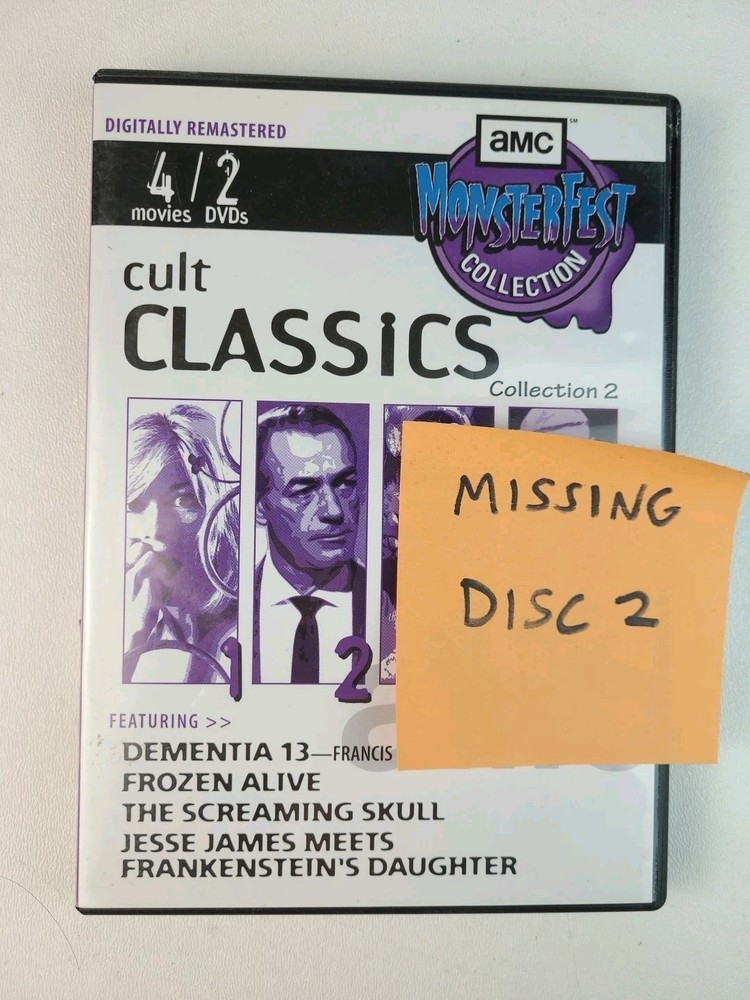 DIGITALLY REMASTERED
4/2
movies DVDs
aMC SM
MONSTERFEST
COLLECTION
cult
CLASSiCS
Collection 2
1 2
MISSING
DISC 2
FEATURING >>
DEMENTIA 13—FRANCIS
FROZEN ALIVE
THE SCREAMING SKULL
JESSE JAMES MEETS
FRANKENSTEIN'S DAUGHTER